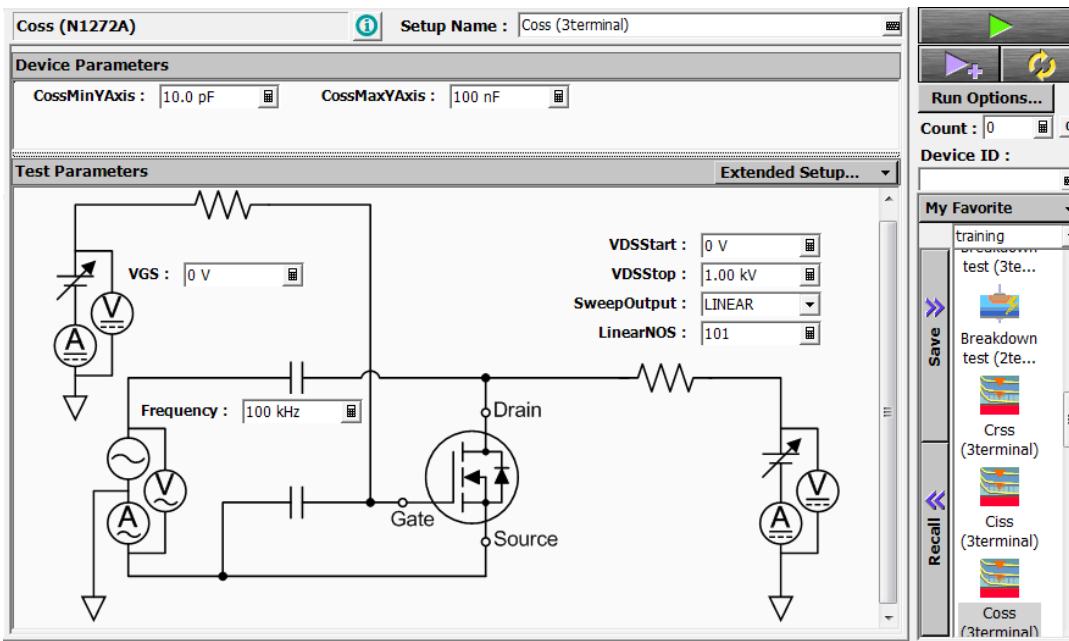 Coss (N1272A)
Setup Name : Coss (3terminal)
Device Parameters
CossMinYAxis : 10.0 pF CossMaxYAxis : 100 nF
Test Parameters
Extended Setup...
VGS : 0 V
VDSStart : 0 V
VDSStop : 1.00 kV
SweepOutput : LINEAR
LinearNOS : 101
V
A
Frequency : 100 kHz
Drain
V
A
Gate
Source
V
A
Run Options...
Count : 0
Device ID :
My Favorite
training
Save
Recall
Breakdown
test (3te...
Breakdown
test (2te...
Crss
(3terminal)
Ciss
(3terminal)
Coss
(3terminal)